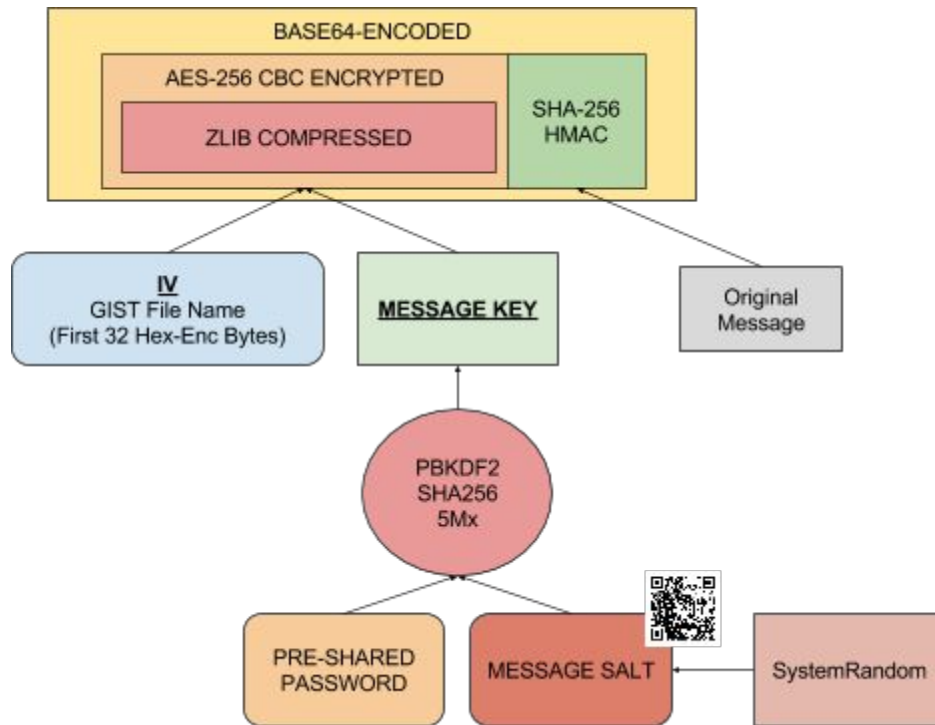 BASE64-ENCODED
AES-256 CBC ENCRYPTED
ZLIB COMPRESSED
SHA-256
HMAC
IV
GIST File Name
(First 32 Hex-Enc Bytes)
MESSAGE KEY
Original
Message
PBKDF2
SHA256
5Mx
PRE-SHARED
PASSWORD
MESSAGE SALT
SystemRandom